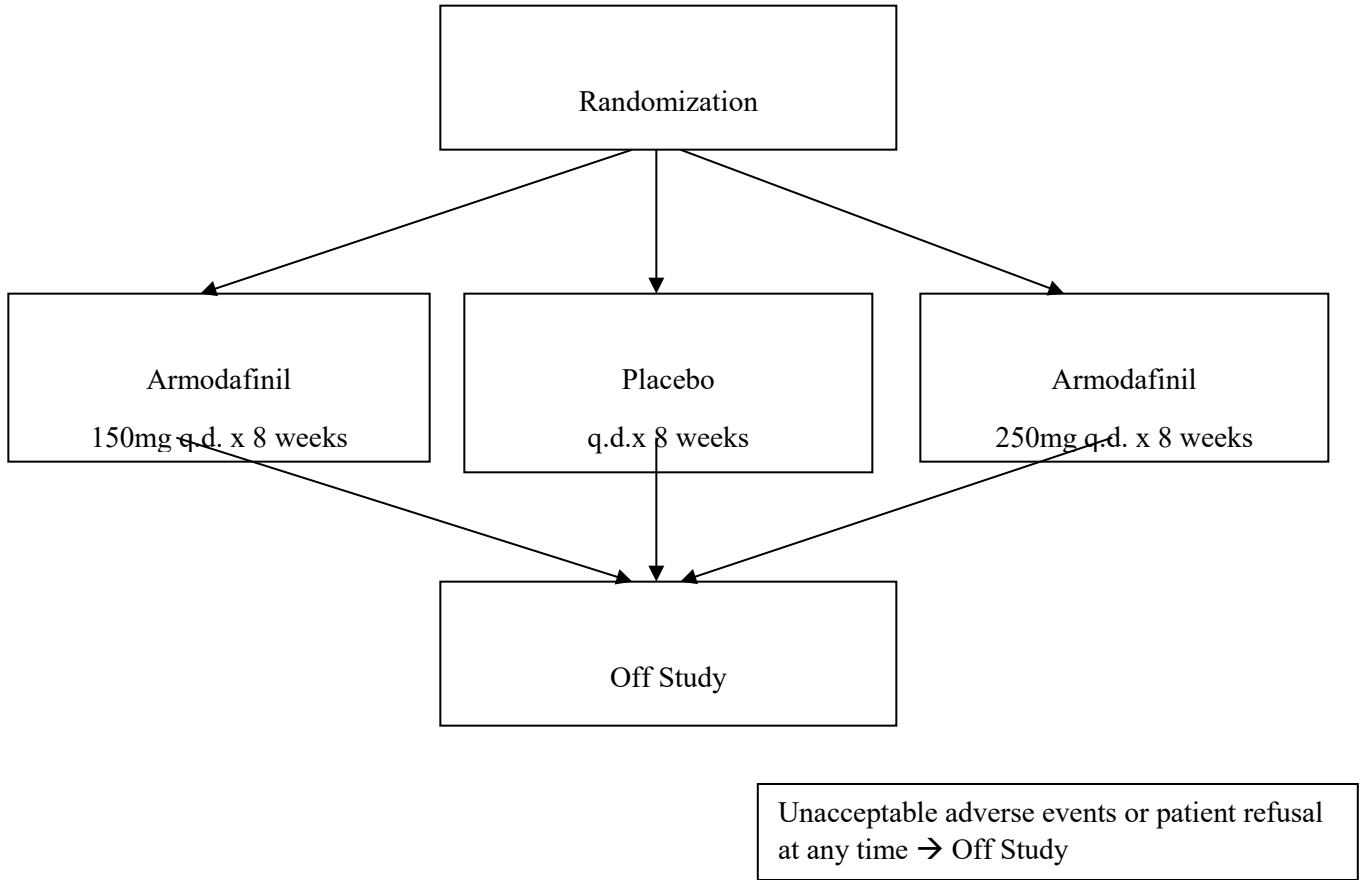 Randomization
Armodafinil
150mg q.d. x 8 weeks
Placebo
q.d.x 8 weeks
Armodafinil
250mg q.d. x 8 weeks
Off Study
Unacceptable adverse events or patient refusal
at any time → Off Study